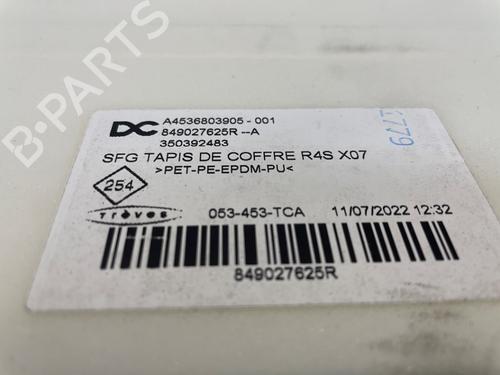 DC A4536803905 - 001
849027625R --A
350392483
SFG TAPIS DE COFFRE R4S X07
>PET-PE-EPDM-PU<
254
Trèves
053-453-TCA 11/07/2022 12:32
849027625R
B-PARTS